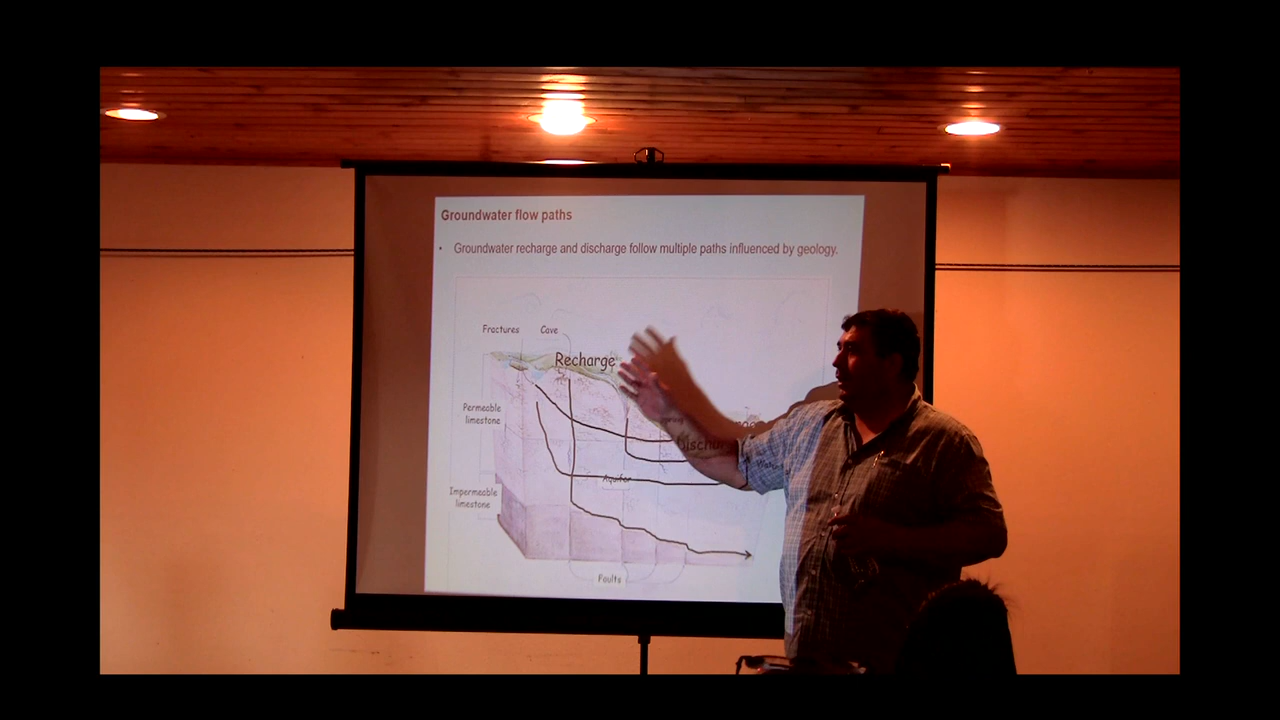 Groundwater flow paths
• Groundwater recharge and discharge follow multiple paths influenced by geology.
Fractures Cave
Recharge
Permeable
limestone
Discharge
Aquifer
Impermeable
limestone
Faults